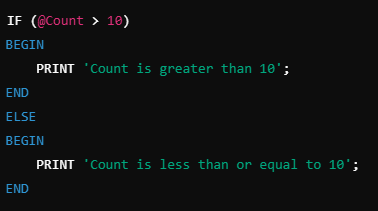 IF (@Count > 10)
BEGIN
    PRINT 'Count is greater than 10';
END
ELSE
BEGIN
    PRINT 'Count is less than or equal to 10';
END